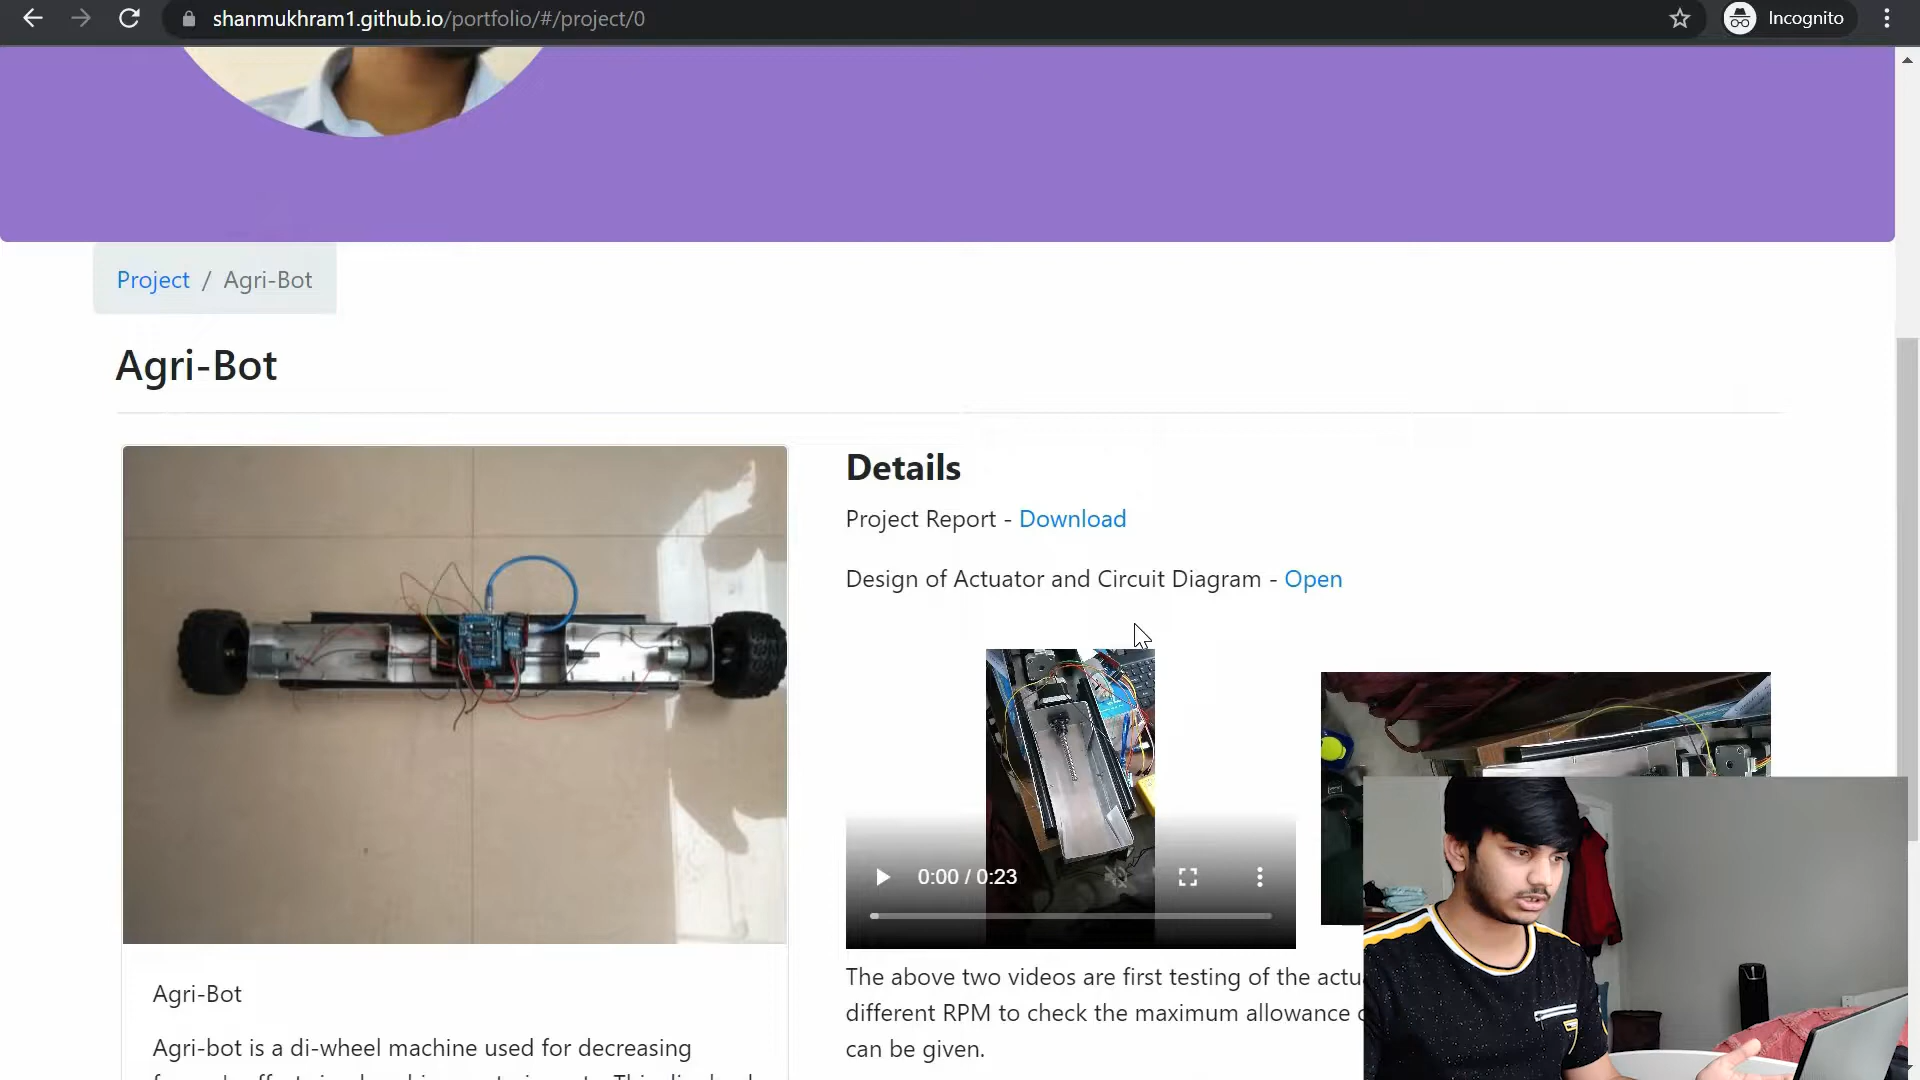 shanmukhram1.github.io/portfolio/#/project/0
Incognito
Project / Agri-Bot
Agri-Bot
Details
Project Report - Download
Design of Actuator and Circuit Diagram - Open
0:00 / 0:23
The above two videos are first testing of the actua
different RPM to check the maximum allowance
can be given.
Agri-Bot
Agri-bot is a di-wheel machine used for decreasing